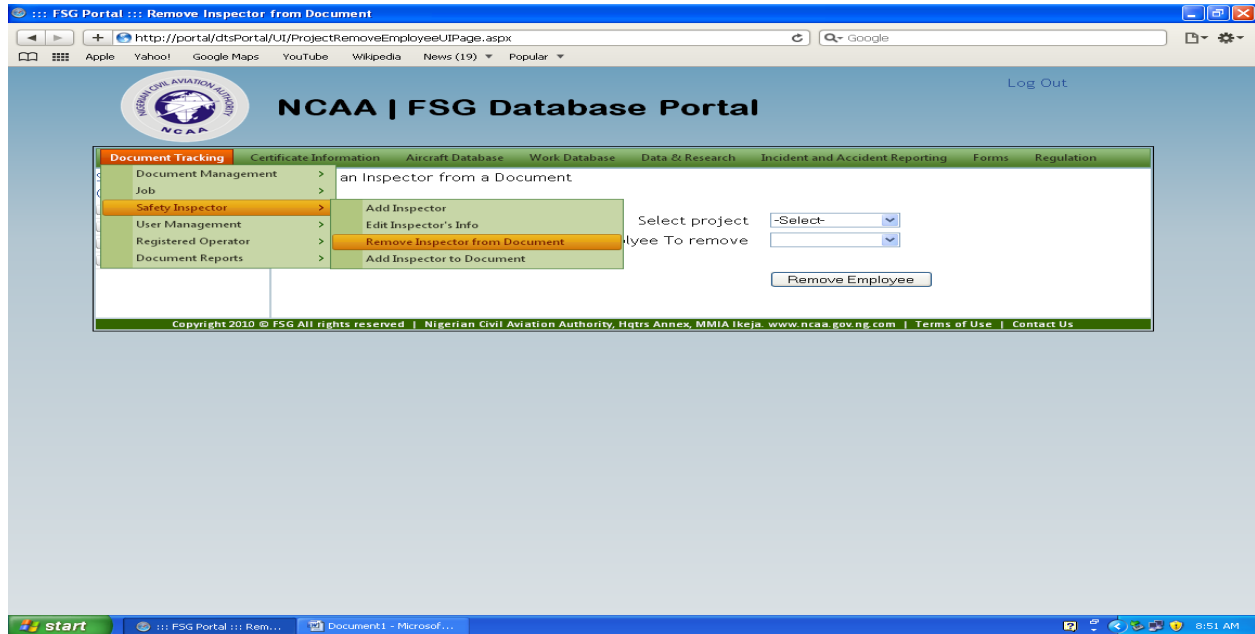 ::: FSG Portal ::: Remove Inspector from Document
http://portal/dtsPortal/UI/ProjectRemoveEmployeeUIPage.aspx
Google
Apple Yahoo! Google Maps YouTube Wikipedia News (19) Popular
Log Out
NIGERIAN CIVIL AVIATION AUTHORITY
NCAA
NCAA | FSG Database Portal
Document Tracking Certificate Information Aircraft Database Work Database Data & Research Incident and Accident Reporting Forms Regulation
Document Management > an Inspector from a Document
Job >
Safety Inspector > Add Inspector
User Management > Edit Inspector's Info Select project -Select-
Registered Operator > Remove Inspector from Document lyee To remove
Document Reports > Add Inspector to Document
Remove Employee
Copyright 2010 © FSG All rights reserved | Nigerian Civil Aviation Authority, Hqtrs Annex, MMIA Ikeja. www.ncaa.gov.ng.com | Terms of Use | Contact Us
start ::: FSG Portal ::: Rem... Document1 - Microsof... 8:51 AM